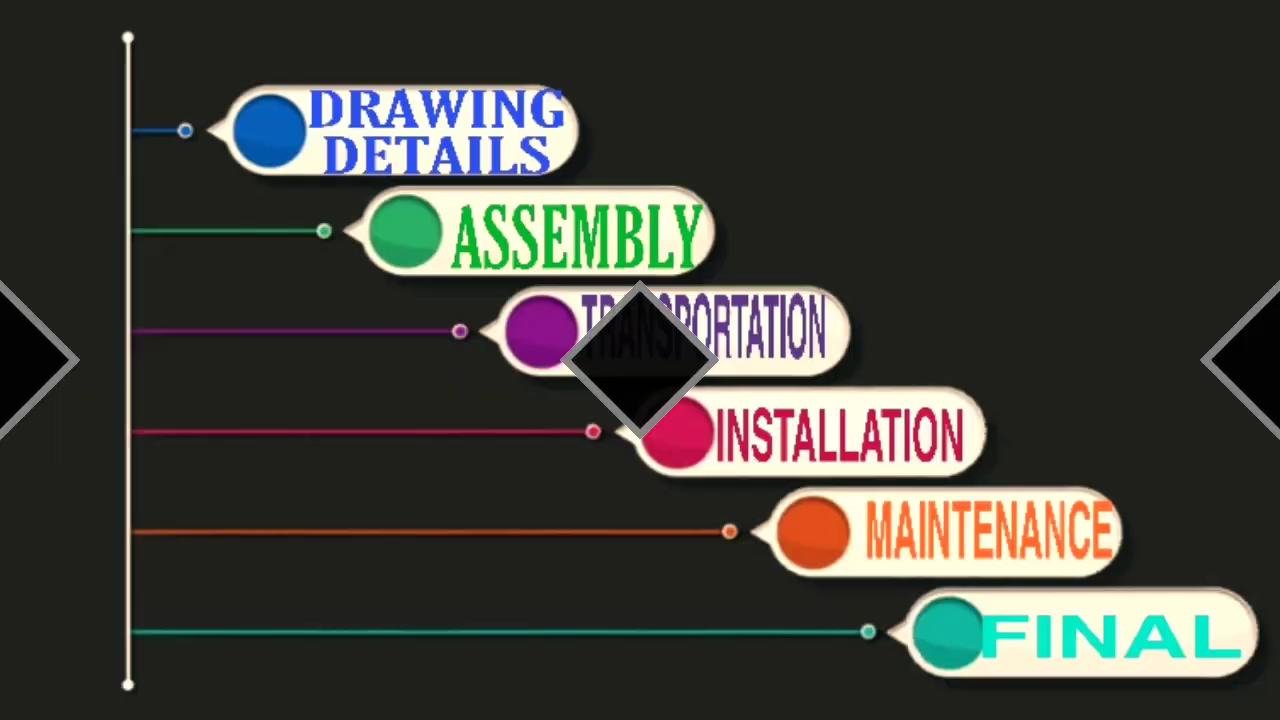 DRAWING
DETAILS
ASSEMBLY
TRANSPORTATION
INSTALLATION
MAINTENANCE
FINAL